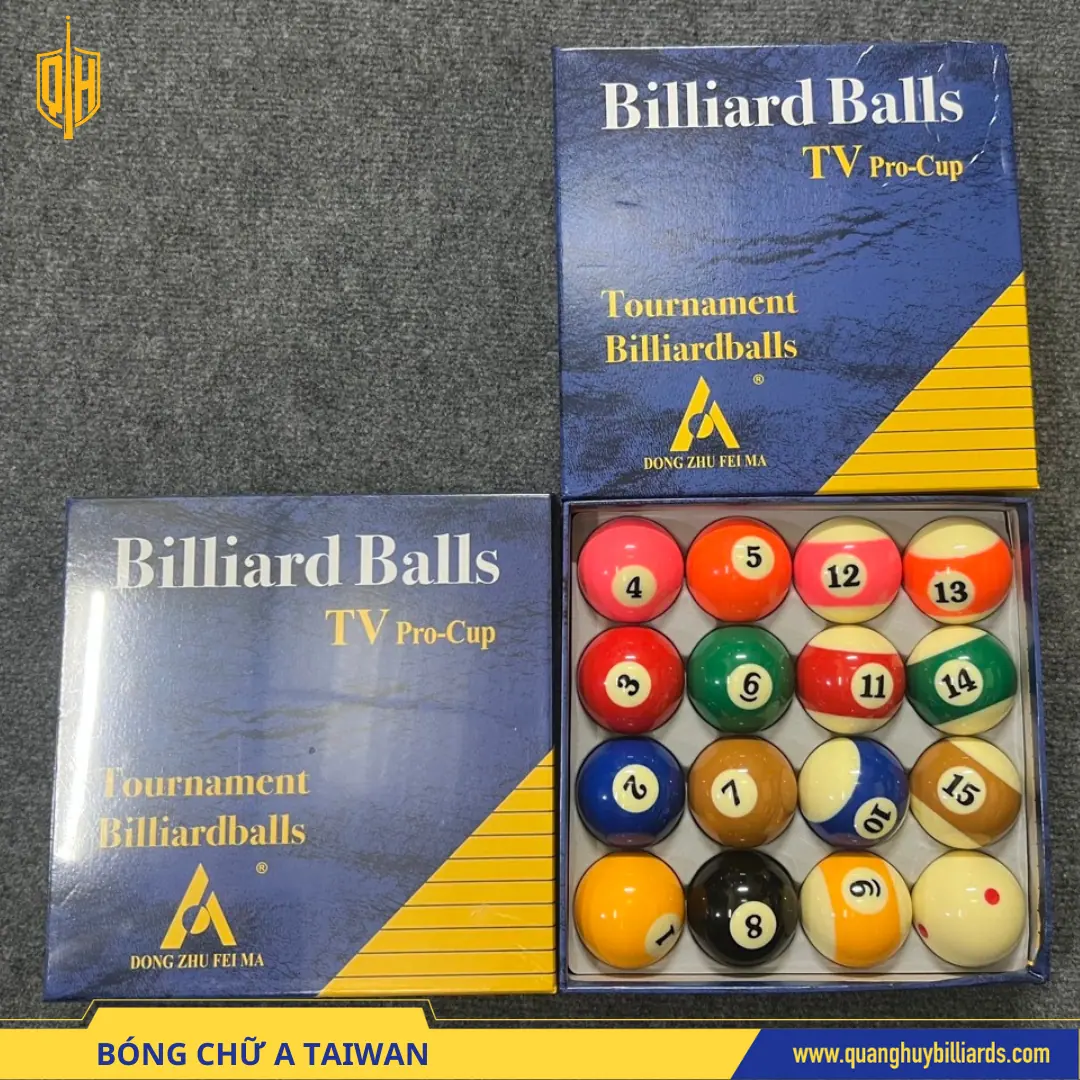 QH
Billiard Balls
TV Pro-Cup
Tournament
Billiardballs
®
DONG ZHU FEI MA
Billiard Balls
TV Pro-Cup
Tournament
Billiardballs
®
DONG ZHU FEI MA
4 5 12 13
3 6 11 14
2 7 10 15
1 8 9
BÓNG CHỮ A TAIWAN
www.quanghuybilliards.com